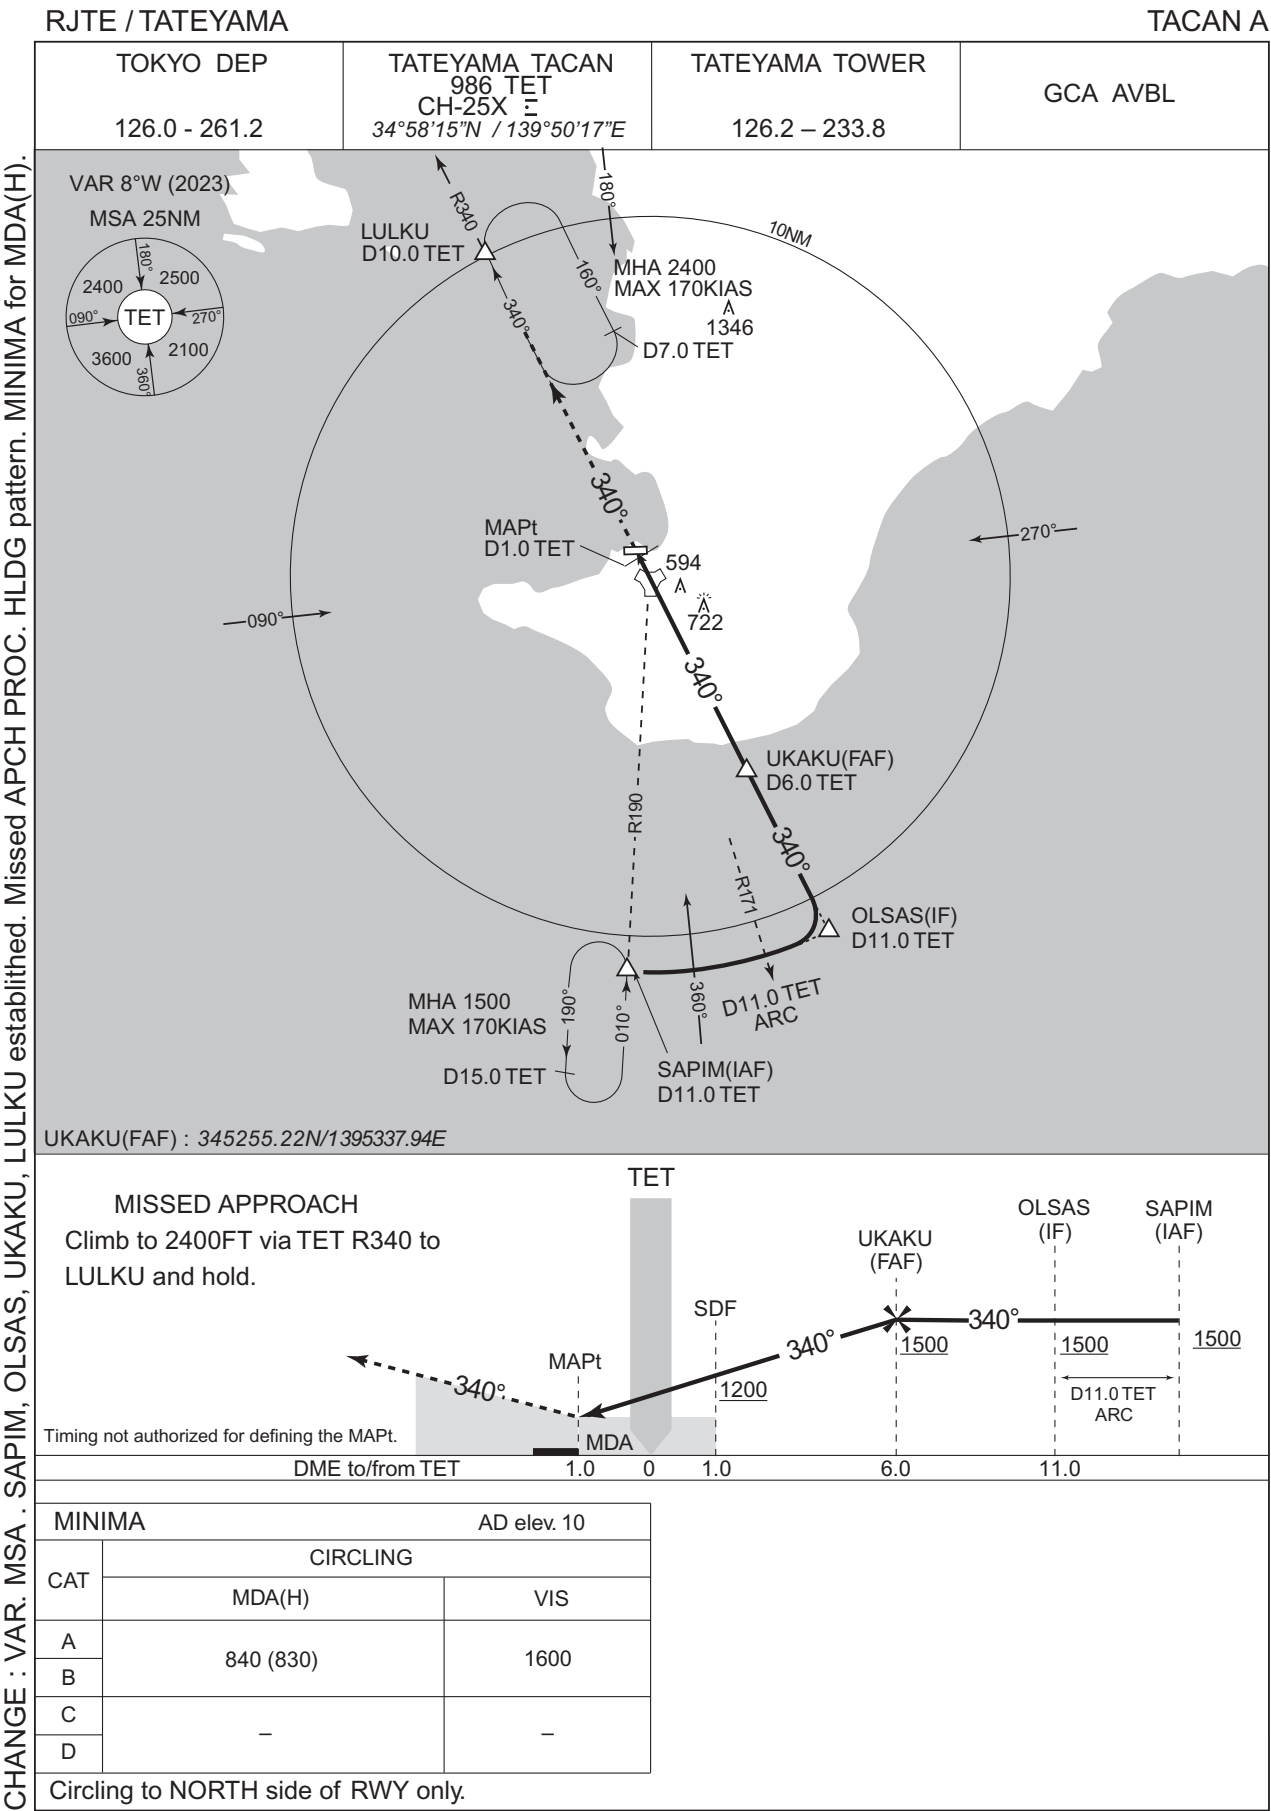 RJTE / TATEYAMA
TACAN A
TOKYO DEP
126.0 - 261.2
TATEYAMA TACAN
986 TET
CH-25X E
34°58'15"N / 139°50'17"E
TATEYAMA TOWER
126.2 – 233.8
GCA AVBL
CHANGE : VAR. MSA . SAPIM, OLSAS, UKAKU, LULKU establithed. Missed APCH PROC. HLDG pattern. MINIMA for MDA(H).
VAR 8°W (2023)
MSA 25NM
180°
2400
2500
090°
TET
270°
3600
2100
360°
R340
LULKU
D10.0 TET
180°
10NM
160°
MHA 2400
MAX 170KIAS
1346
340°
D7.0 TET
340°
MAPt
D1.0 TET
594
722
270°
090°
340°
UKAKU(FAF)
D6.0 TET
R190
340°
R171
OLSAS(IF)
D11.0 TET
MHA 1500
MAX 170KIAS
190°
010°
360°
D11.0 TET
ARC
D15.0 TET
SAPIM(IAF)
D11.0 TET
UKAKU(FAF) : 345255.22N/1395337.94E
MISSED APPROACH
Climb to 2400FT via TET R340 to
LULKU and hold.
TET
OLSAS
(IF)
SAPIM
(IAF)
UKAKU
(FAF)
SDF
MAPt
340°
340°
340°
1500
1500
1500
1200
D11.0 TET
ARC
Timing not authorized for defining the MAPt.
MDA
DME to/from TET
1.0
0
1.0
6.0
11.0
MINIMA
AD elev. 10
CAT
CIRCLING
MDA(H)
VIS
A
B
840 (830)
1600
C
D
–
–
Circling to NORTH side of RWY only.